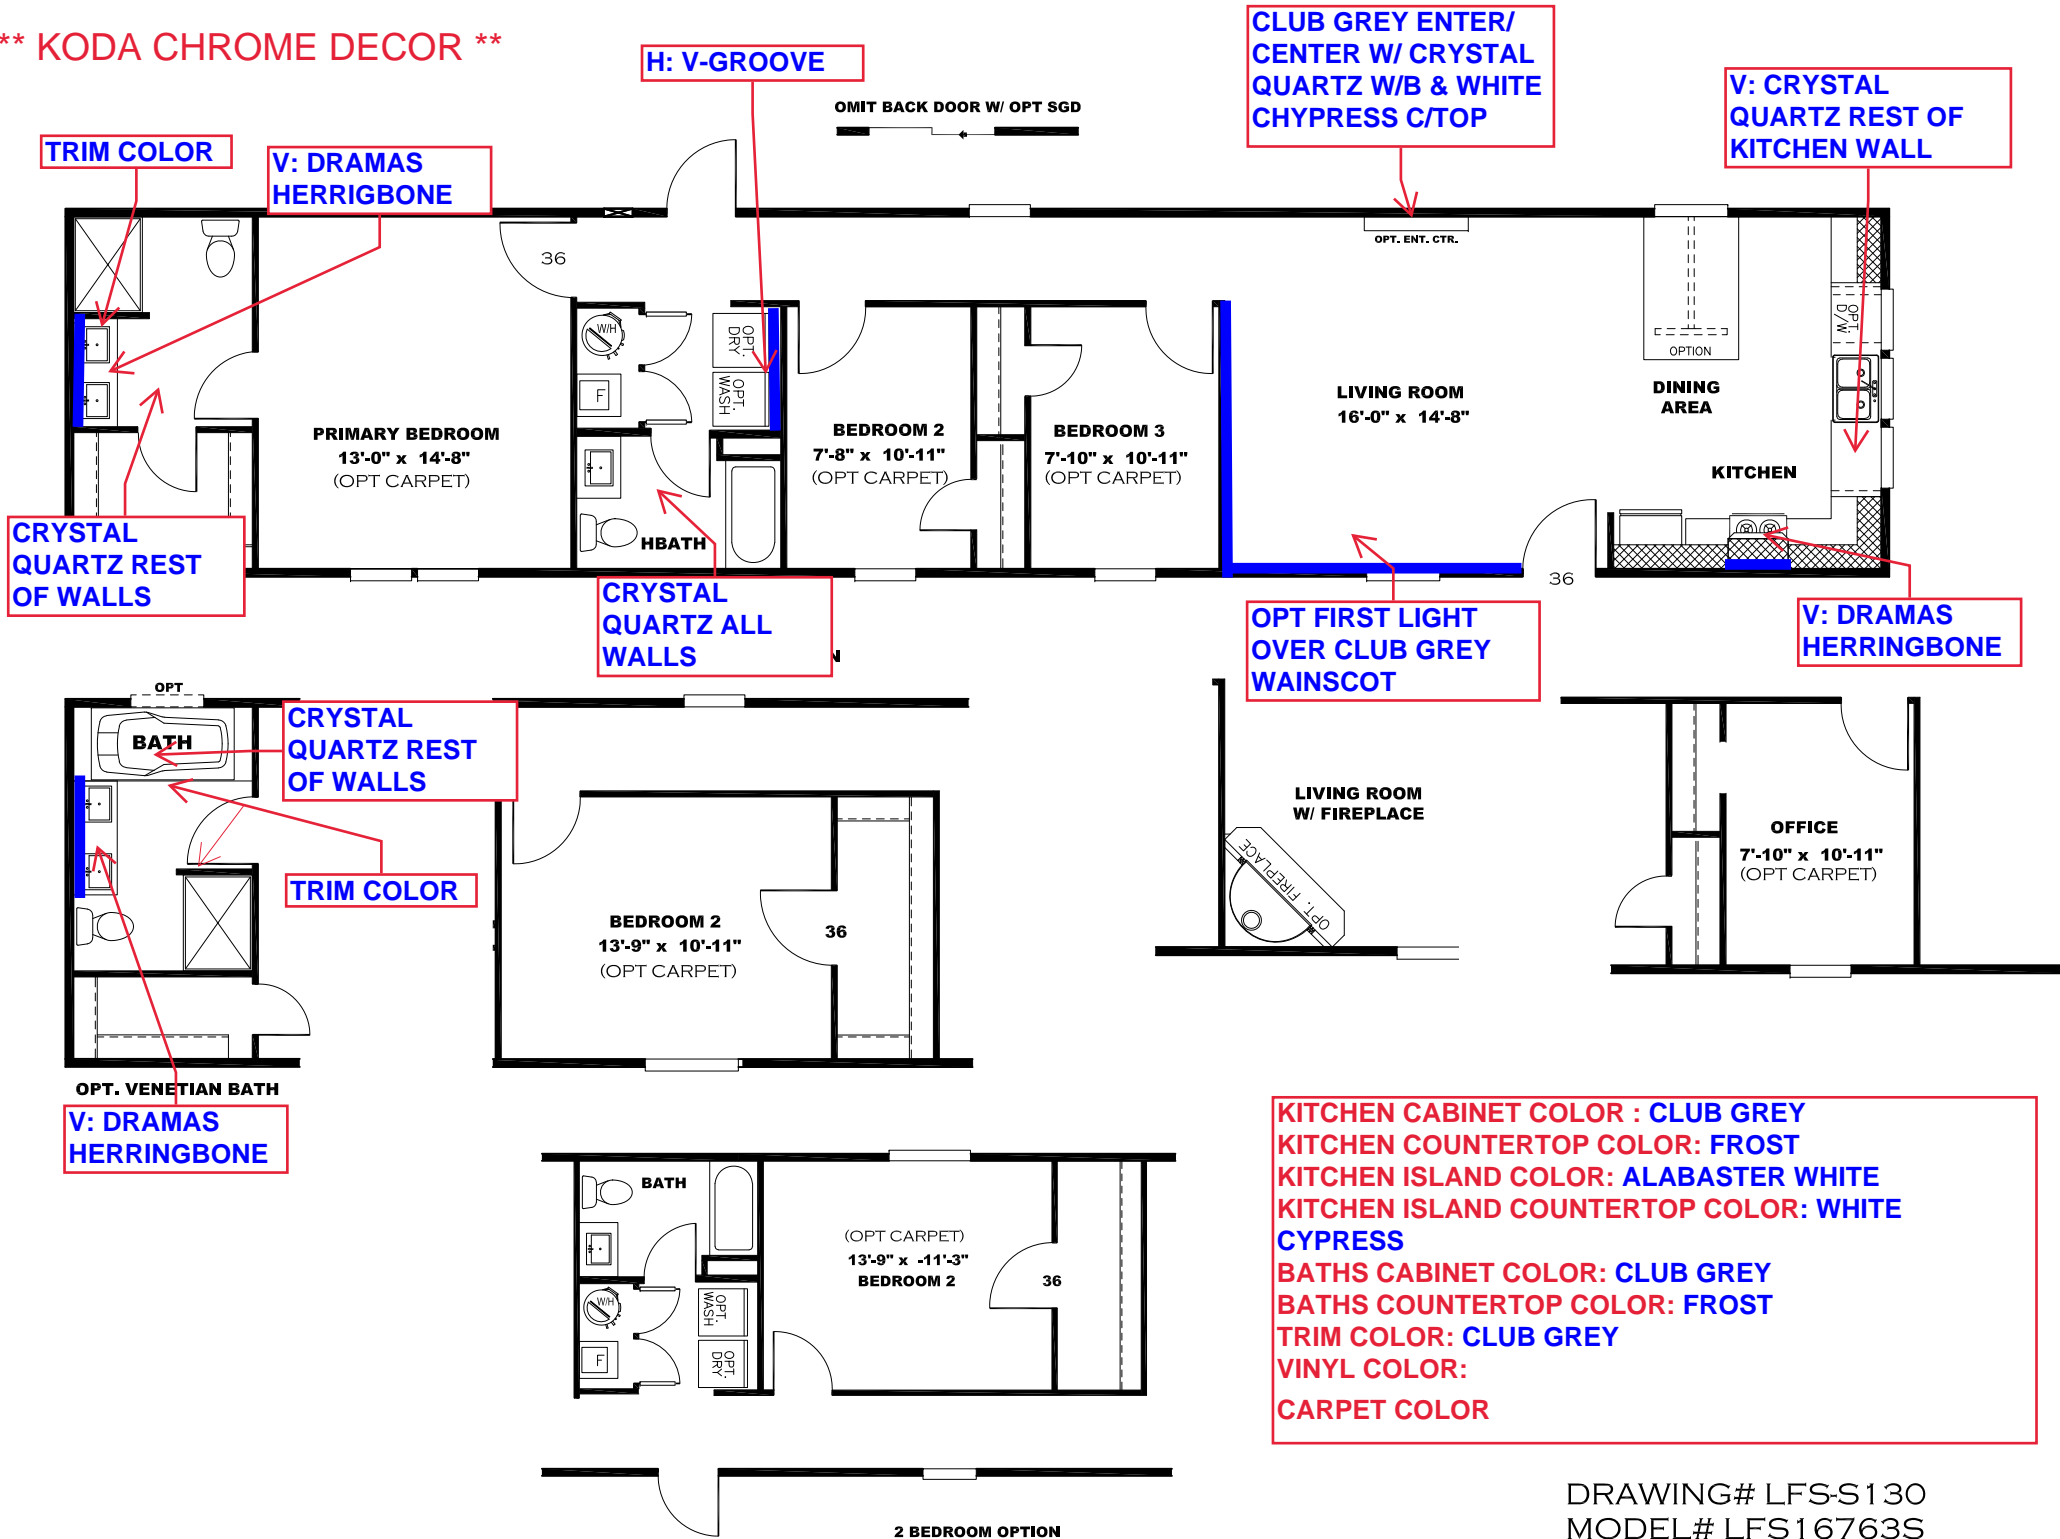 ** KODA CHROME DECOR **
H: V-GROOVE
CLUB GREY ENTER/
CENTER W/ CRYSTAL
QUARTZ W/B & WHITE
CHYPRESS C/TOP
V: CRYSTAL
QUARTZ REST OF
KITCHEN WALL
OMIT BACK DOOR W/ OPT SGD
TRIM COLOR
V: DRAMAS
HERRIGBONE
36
OPT. ENT. CTR.
W/H
OPT.
DRY
OPT.
WASH
F
OPT.
D/W
OPTION
PRIMARY BEDROOM
13'-0" x 14'-8"
(OPT CARPET)
BEDROOM 2
7'-8" x 10'-11"
(OPT CARPET)
BEDROOM 3
7'-10" x 10'-11"
(OPT CARPET)
LIVING ROOM
16'-0" x 14'-8"
DINING
AREA
KITCHEN
HBATH
36
CRYSTAL
QUARTZ REST
OF WALLS
CRYSTAL
QUARTZ ALL
WALLS
N
OPT FIRST LIGHT
OVER CLUB GREY
WAINSCOT
V: DRAMAS
HERRINGBONE
OPT
BATH
CRYSTAL
QUARTZ REST
OF WALLS
TRIM COLOR
BEDROOM 2
13'-9" x 10'-11"
(OPT CARPET)
36
LIVING ROOM
W/ FIREPLACE
OPT. FIREPLACE
OFFICE
7'-10" x 10'-11"
(OPT CARPET)
OPT. VENETIAN BATH
V: DRAMAS
HERRINGBONE
BATH
W/H
F
OPT.
WASH
OPT.
DRY
(OPT CARPET)
13'-9" x -11'-3"
BEDROOM 2
36
2 BEDROOM OPTION
KITCHEN CABINET COLOR : CLUB GREY
KITCHEN COUNTERTOP COLOR: FROST
KITCHEN ISLAND COLOR: ALABASTER WHITE
KITCHEN ISLAND COUNTERTOP COLOR: WHITE
CYPRESS
BATHS CABINET COLOR: CLUB GREY
BATHS COUNTERTOP COLOR: FROST
TRIM COLOR: CLUB GREY
VINYL COLOR:
CARPET COLOR
DRAWING# LFS-S130
MODEL# LFS16763S